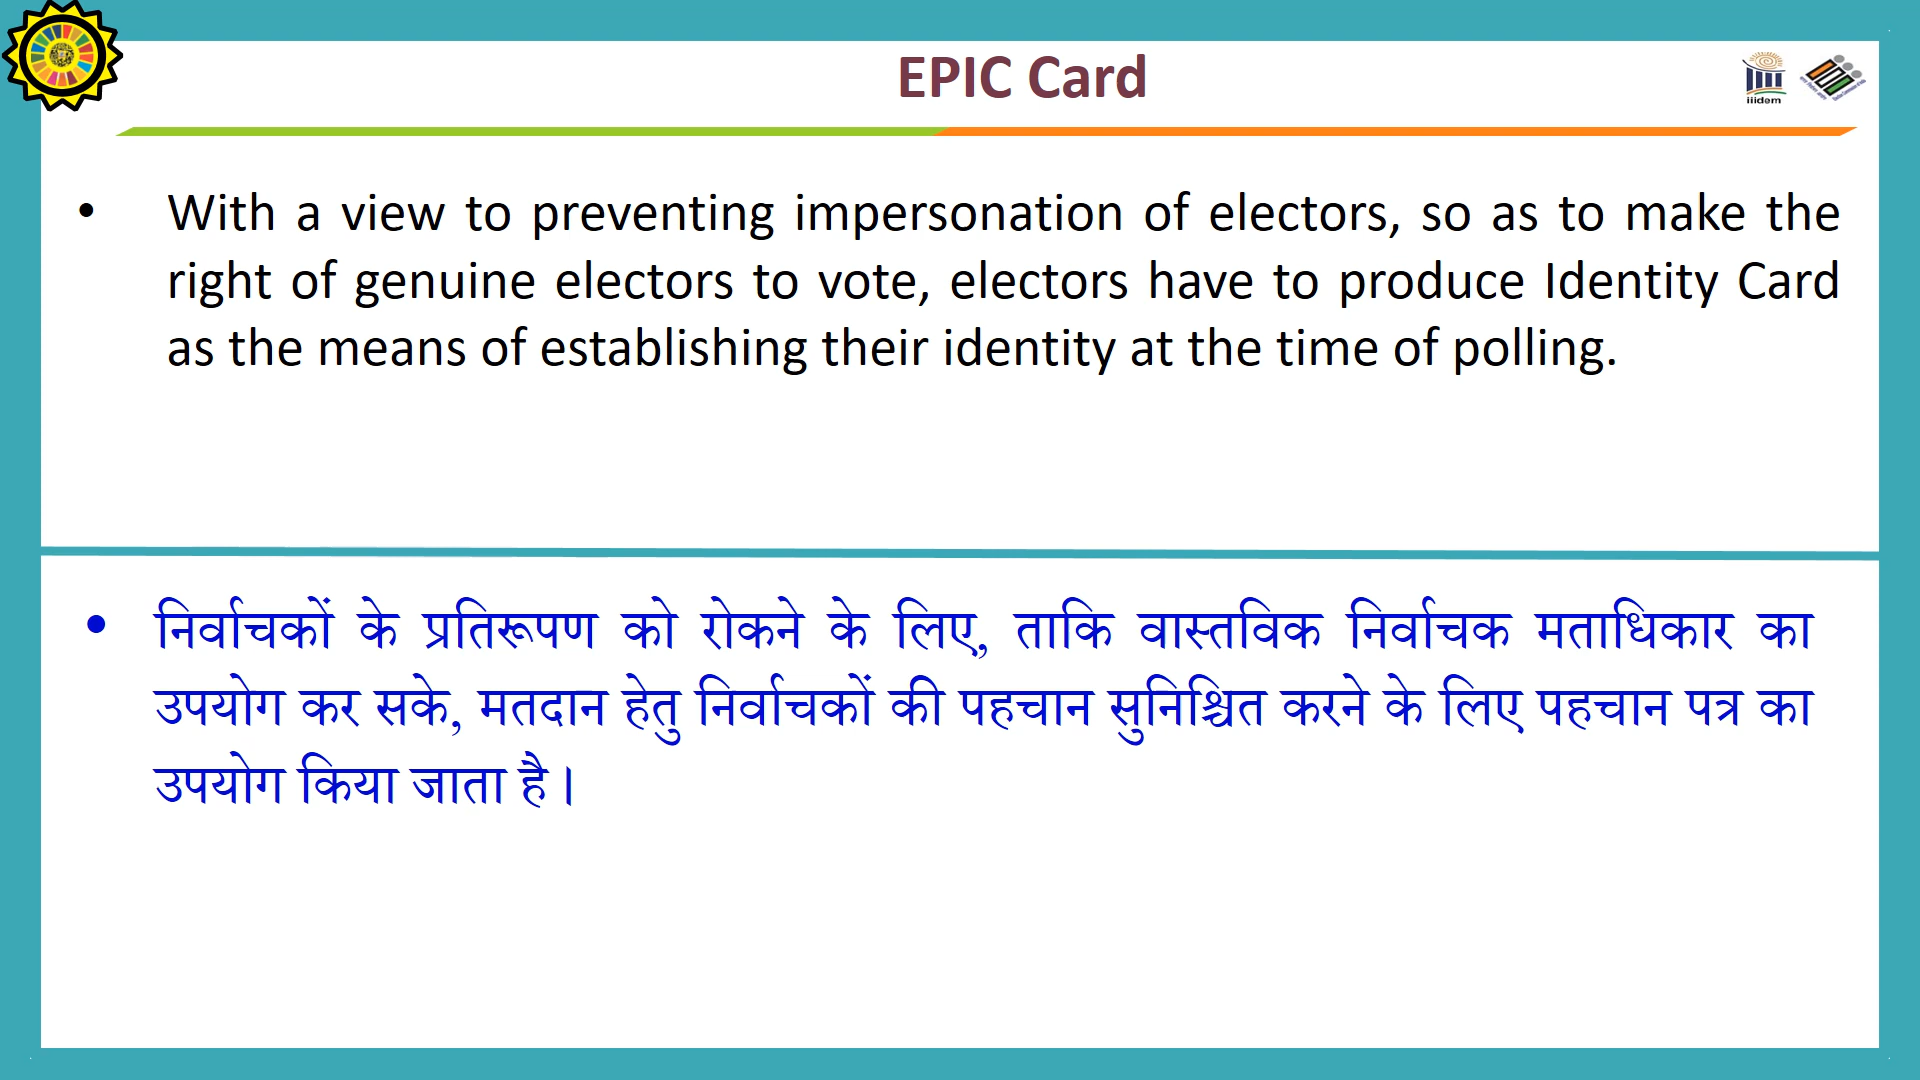 EPIC Card
iiidem
• With a view to preventing impersonation of electors, so as to make the
right of genuine electors to vote, electors have to produce Identity Card
as the means of establishing their identity at the time of polling.
• निर्वाचकों के प्रतिरूपण को रोकने के लिए, ताकि वास्तविक निर्वाचक मताधिकार का
उपयोग कर सके, मतदान हेतु निर्वाचकों की पहचान सुनिश्चित करने के लिए पहचान पत्र का
उपयोग किया जाता है।